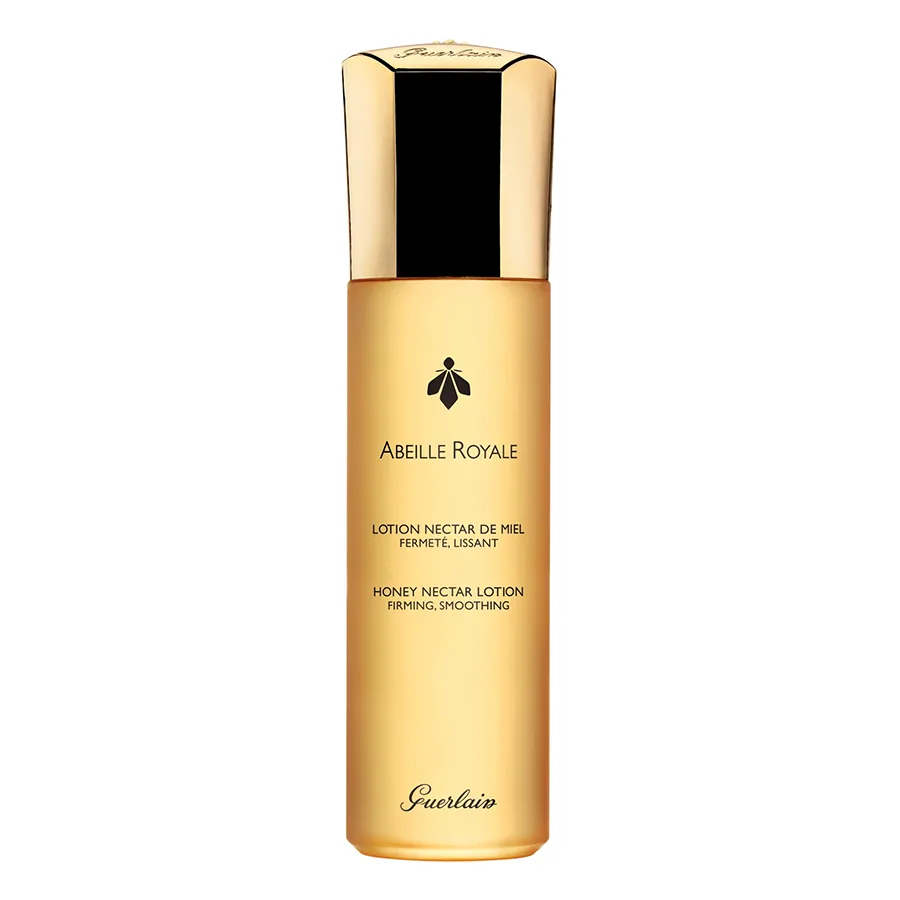 Guerlain
ABEILLE ROYALE
LOTION NECTAR DE MIEL
FERMETÉ, LISSANT
HONEY NECTAR LOTION
FIRMING, SMOOTHING
Guerlain